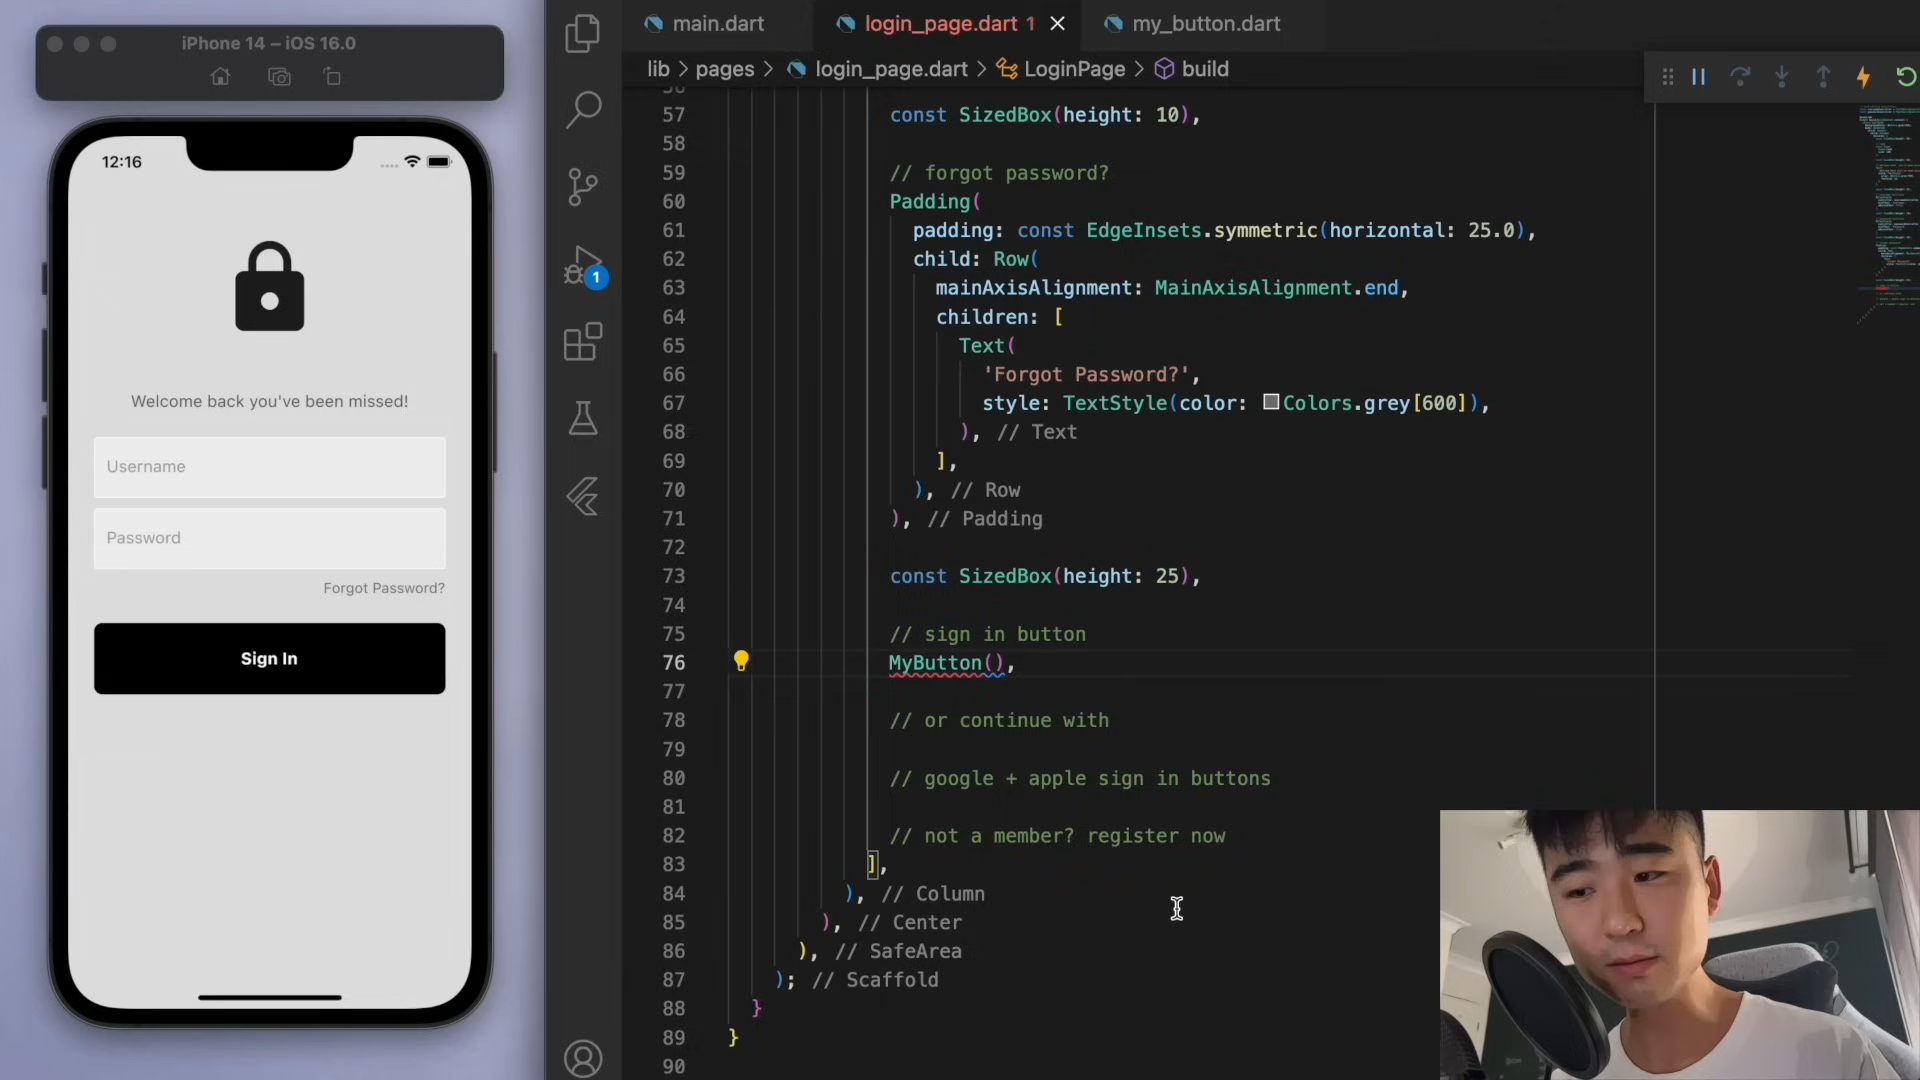 iPhone 14 – iOS 16.0
12:16
Welcome back you've been missed!
Username
Password
Forgot Password?
Sign In
1
main.dart
login_page.dart 1
my_button.dart
lib > pages > login_page.dart > LoginPage > build
57 const SizedBox(height: 10),
58
59 // forgot password?
60 Padding(
61 padding: const EdgeInsets.symmetric(horizontal: 25.0),
62 child: Row(
63 mainAxisAlignment: MainAxisAlignment.end,
64 children: [
65 Text(
66 'Forgot Password?',
67 style: TextStyle(color: Colors.grey[600]),
68 ), // Text
69 ],
70 ), // Row
71 ), // Padding
72
73 const SizedBox(height: 25),
74
75 // sign in button
76 MyButton(),
77
78 // or continue with
79
80 // google + apple sign in buttons
81
82 // not a member? register now
83 ],
84 ), // Column
85 ), // Center
86 ), // SafeArea
87 ); // Scaffold
88 }
89 }
90